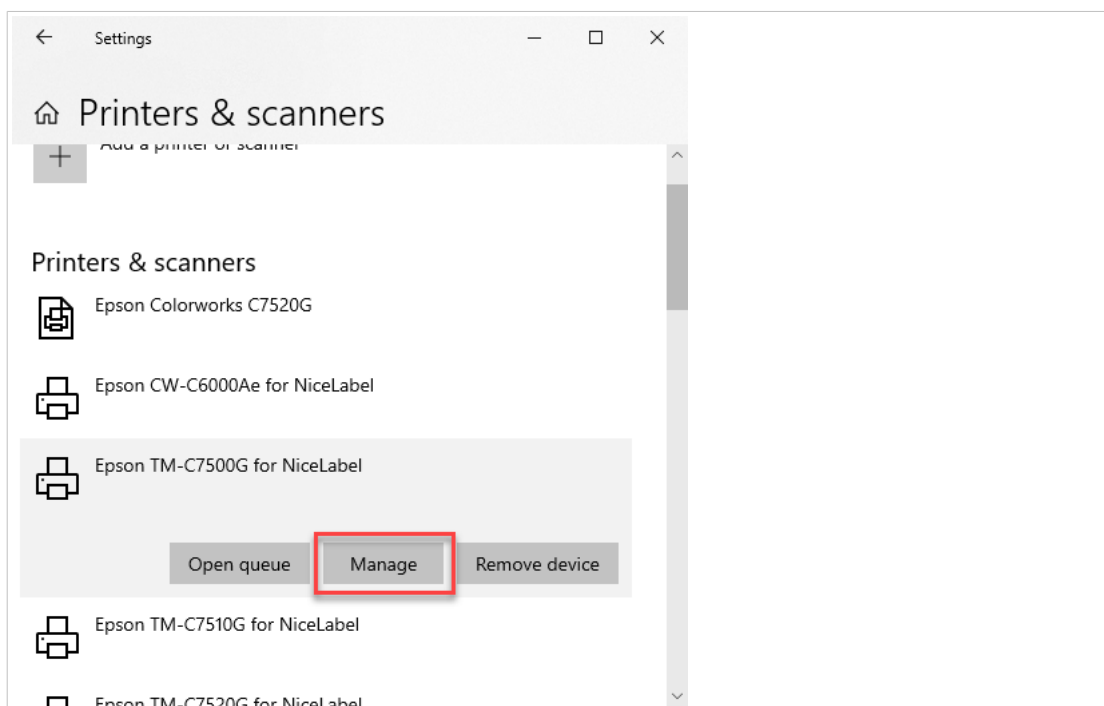 Settings
Printers & scanners
Add a printer or scanner
Printers & scanners
Epson Colorworks C7520G
Epson CW-C6000Ae for NiceLabel
Epson TM-C7500G for NiceLabel
Open queue Manage Remove device
Epson TM-C7510G for NiceLabel
Epson TM-C7520G for NiceLabel